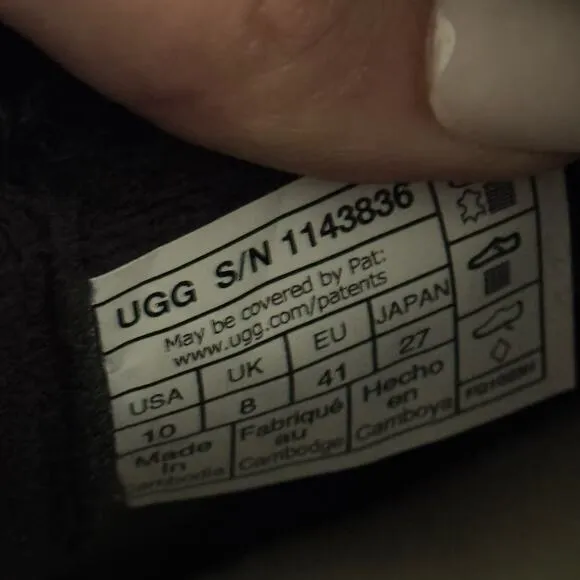 UGG S/N 1143836
May be covered by Pat:
www.ugg.com/patents
USA UK EU JAPAN
10 8 41 27
Made in Cambodia
Fabriqué au Cambodge
Hecho en Camboya